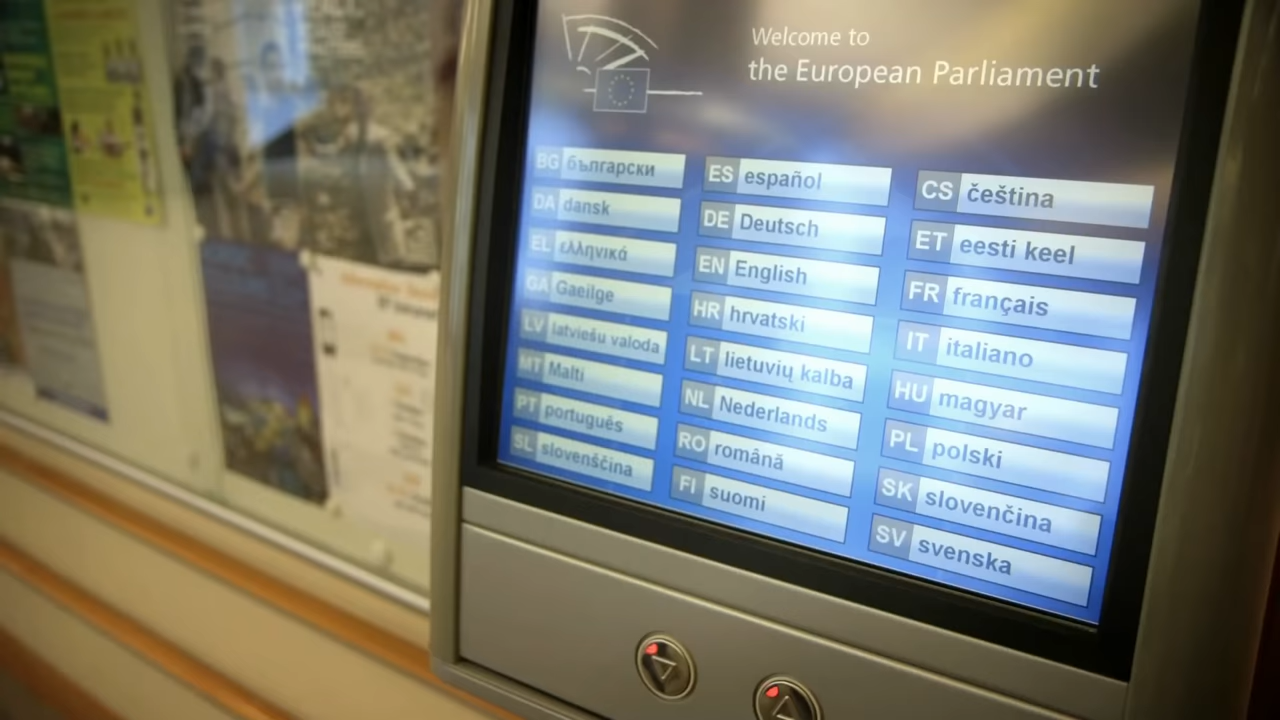 Welcome to
the European Parliament
BG български
ES español
CS čeština
DA dansk
DE Deutsch
ET eesti keel
EL ελληνικά
EN English
FR français
GA Gaeilge
HR hrvatski
IT italiano
LV latviešu valoda
LT lietuvių kalba
HU magyar
MT Malti
NL Nederlands
PL polski
PT português
RO română
SK slovenčina
SL slovenščina
FI suomi
SV svenska